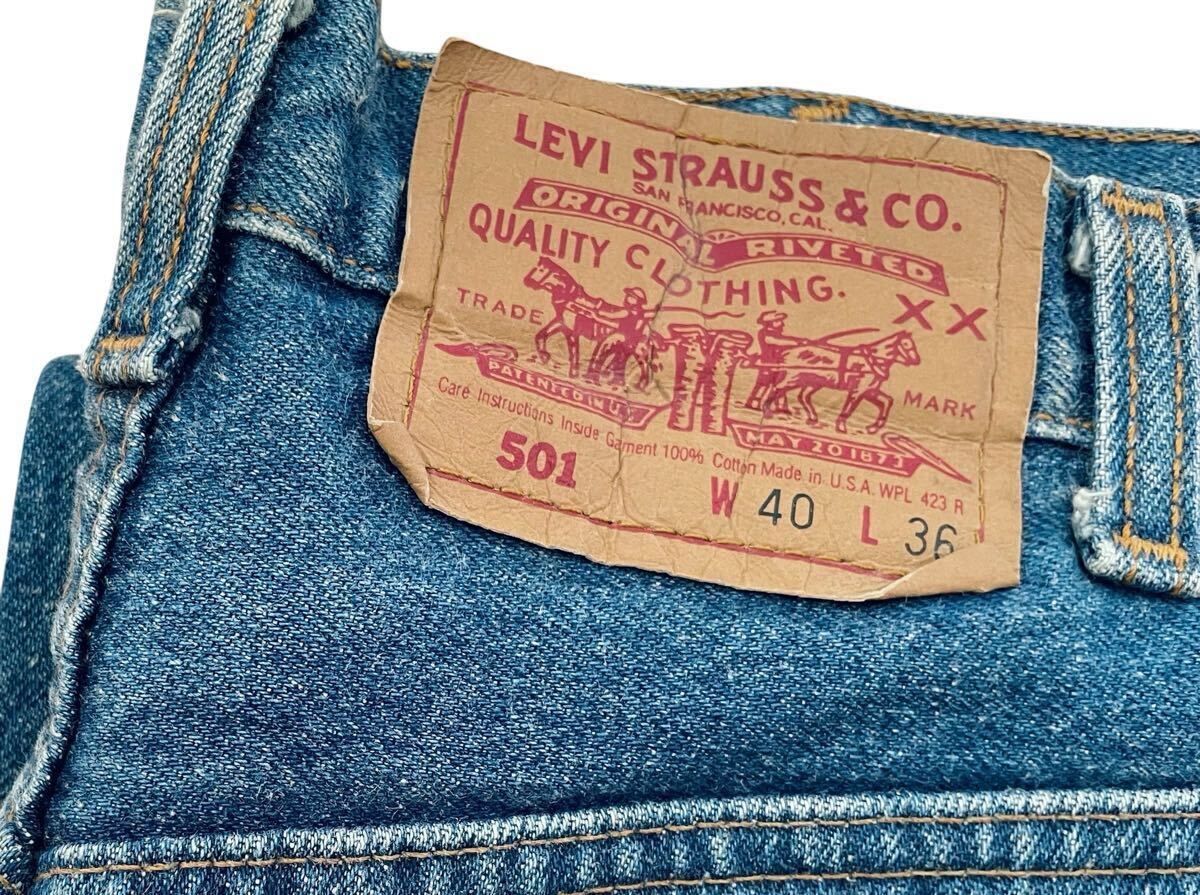 LEVI STRAUSS & CO.
SAN FRANCISCO, CAL.
ORIGINAL RIVETED
QUALITY CLOTHING.
XX
TRADE MARK
PATENTED IN U.S.
MAY 20 1873
Care Instructions Inside Garment 100% Cotton Made in U.S.A. WPL 423 R
501
W 40 L 36